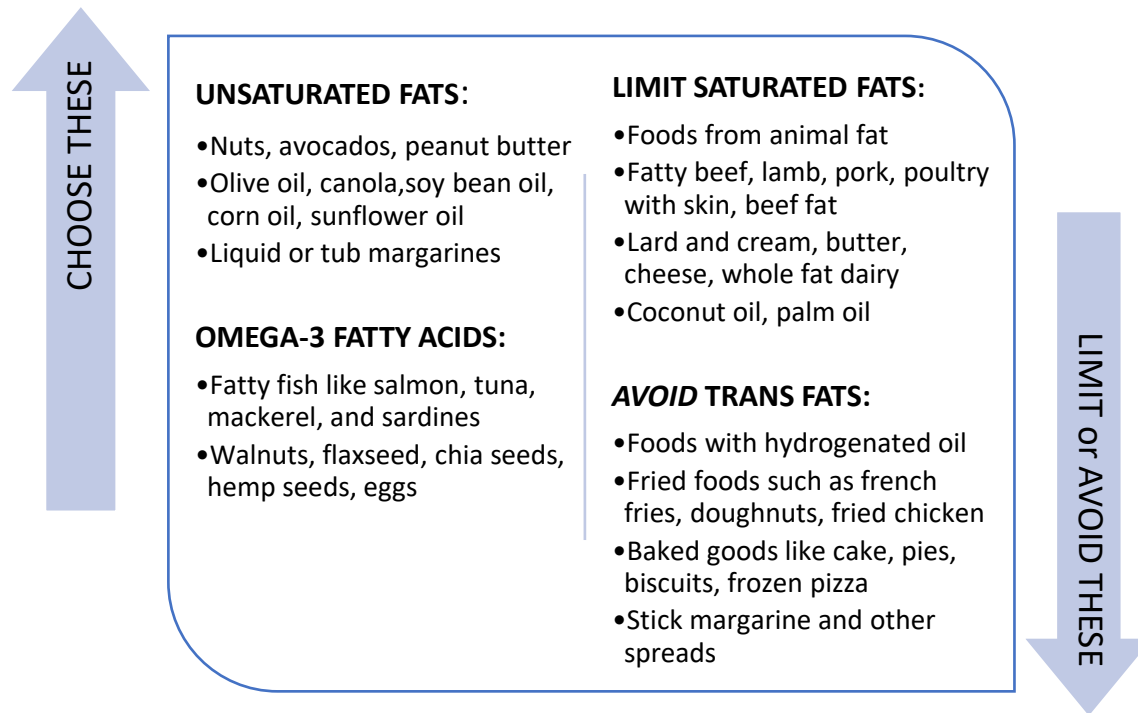 CHOOSE THESE
UNSATURATED FATS:
•Nuts, avocados, peanut butter
•Olive oil, canola,soy bean oil,
corn oil, sunflower oil
•Liquid or tub margarines
OMEGA-3 FATTY ACIDS:
•Fatty fish like salmon, tuna,
mackerel, and sardines
•Walnuts, flaxseed, chia seeds,
hemp seeds, eggs
LIMIT SATURATED FATS:
•Foods from animal fat
•Fatty beef, lamb, pork, poultry
with skin, beef fat
•Lard and cream, butter,
cheese, whole fat dairy
•Coconut oil, palm oil
AVOID TRANS FATS:
•Foods with hydrogenated oil
•Fried foods such as french
fries, doughnuts, fried chicken
•Baked goods like cake, pies,
biscuits, frozen pizza
•Stick margarine and other
spreads
LIMIT or AVOID THESE